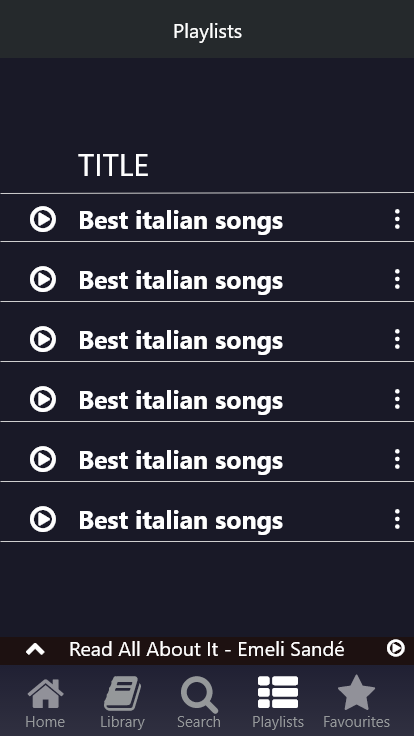 Playlists
TITLE
Best italian songs
Best italian songs
Best italian songs
Best italian songs
Best italian songs
Best italian songs
Read All About It - Emeli Sandé
Home Library Search Playlists Favourites